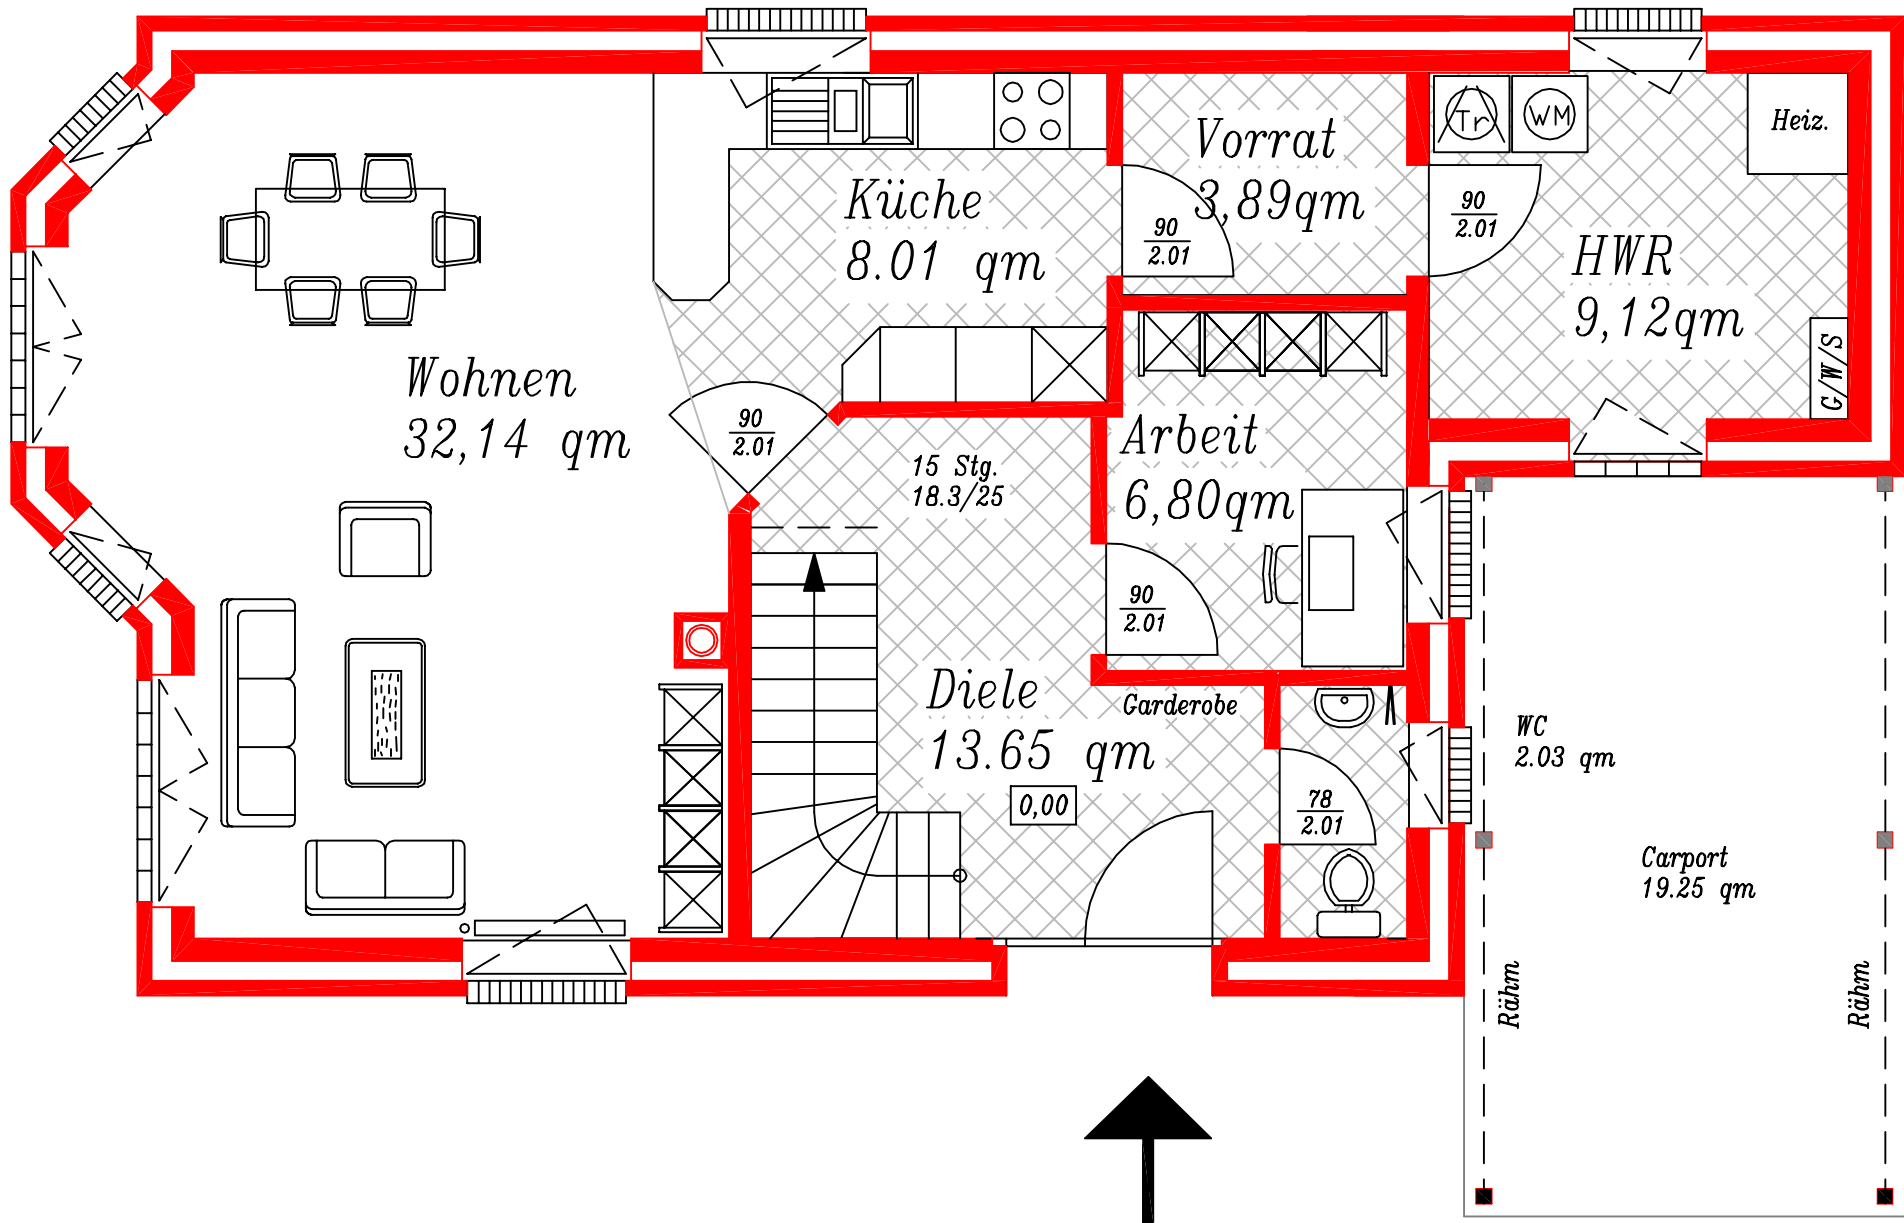 Tr
WM
Heiz.
Vorrat
3,89qm
Küche
8.01 qm
90
2.01
90
2.01
HWR
9,12qm
G/W/S
Wohnen
32,14 qm
90
2.01
15 Stg.
18.3/25
Arbeit
6,80qm
90
2.01
Diele
13.65 qm
0,00
Garderobe
WC
2.03 qm
78
2.01
Carport
19.25 qm
Rähm
Rähm